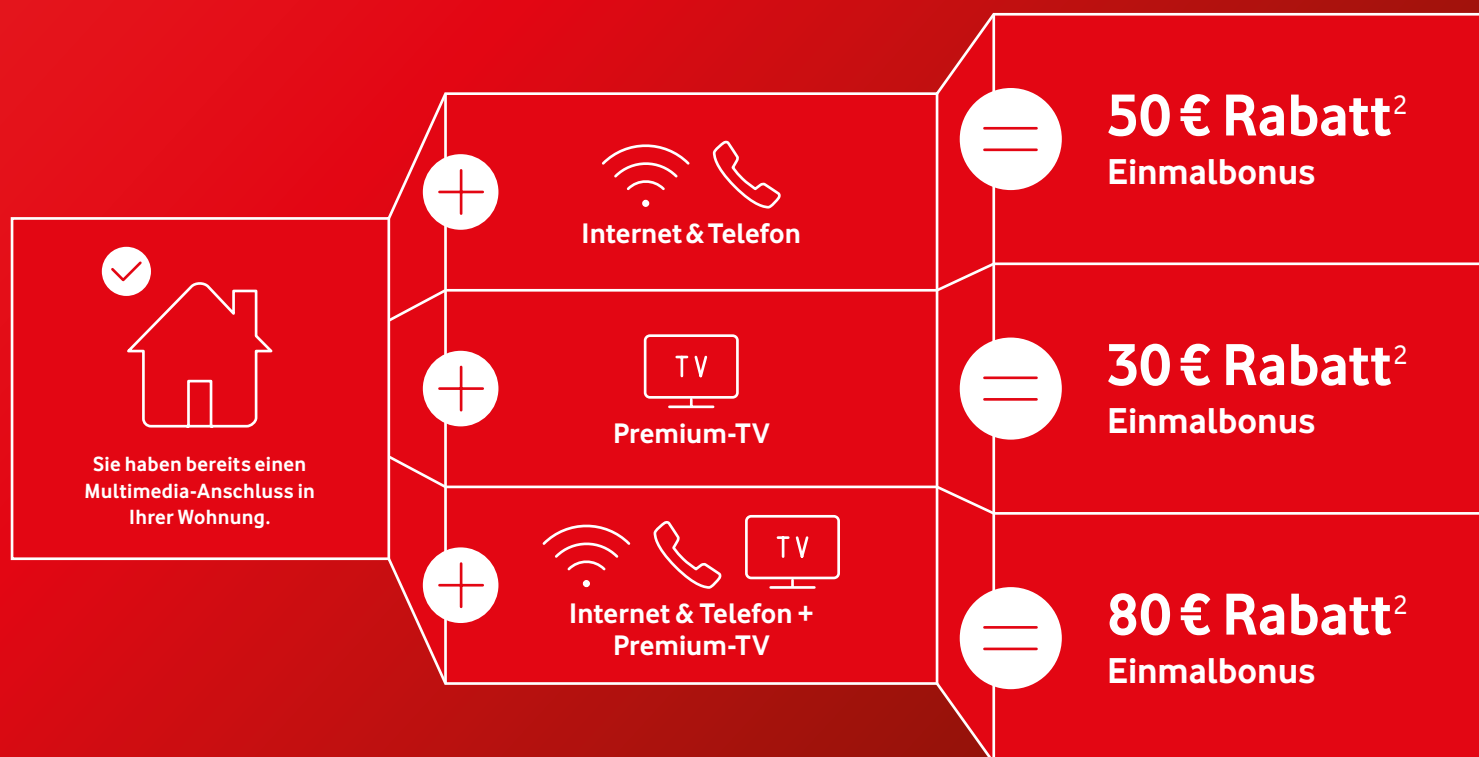 Sie haben bereits einen
Multimedia-Anschluss in
Ihrer Wohnung.
Internet & Telefon
50 € Rabatt²
Einmalbonus
TV
Premium-TV
30 € Rabatt²
Einmalbonus
TV
Internet & Telefon +
Premium-TV
80 € Rabatt²
Einmalbonus